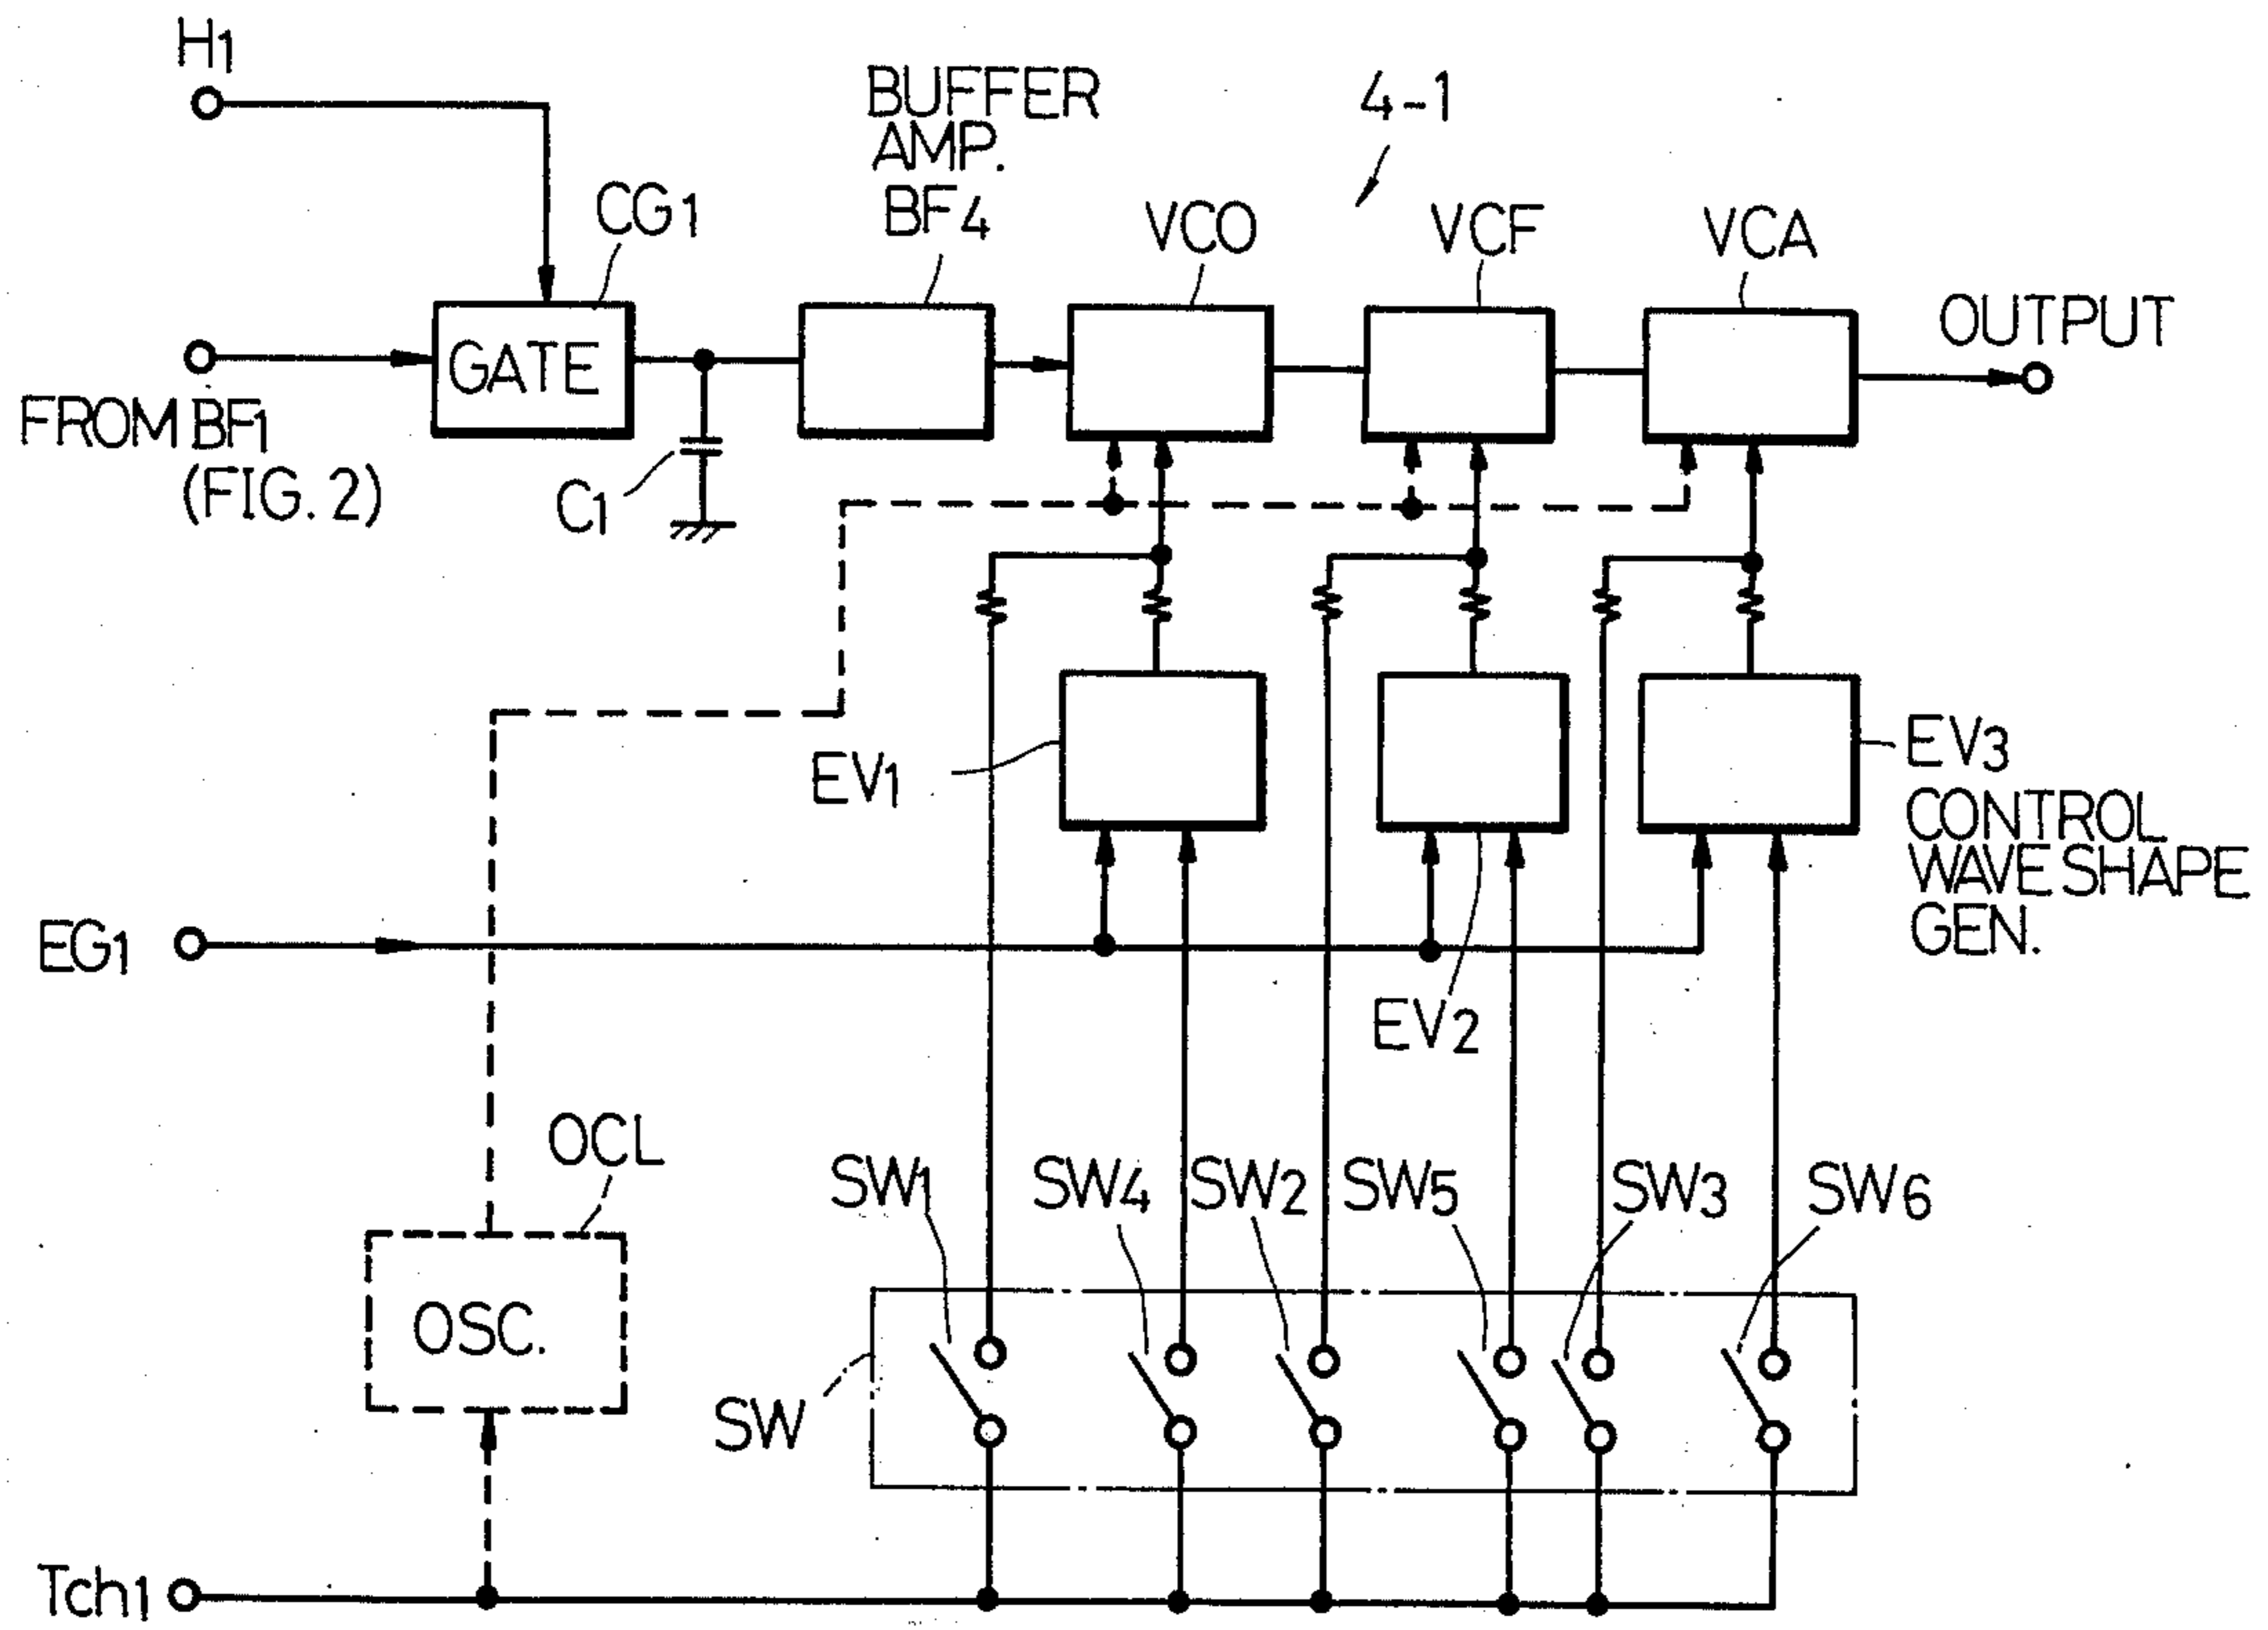 H1
BUFFER
AMP.
BF4
4-1
CG1
VCO
VCF
VCA
OUTPUT
GATE
FROM BF1
(FIG. 2)
C1
EV1
EV3
CONTROL
WAVE SHAPE
GEN.
EG1
EV2
OCL
SW1
SW4
SW2
SW5
SW3
SW6
OSC.
SW
Tch1